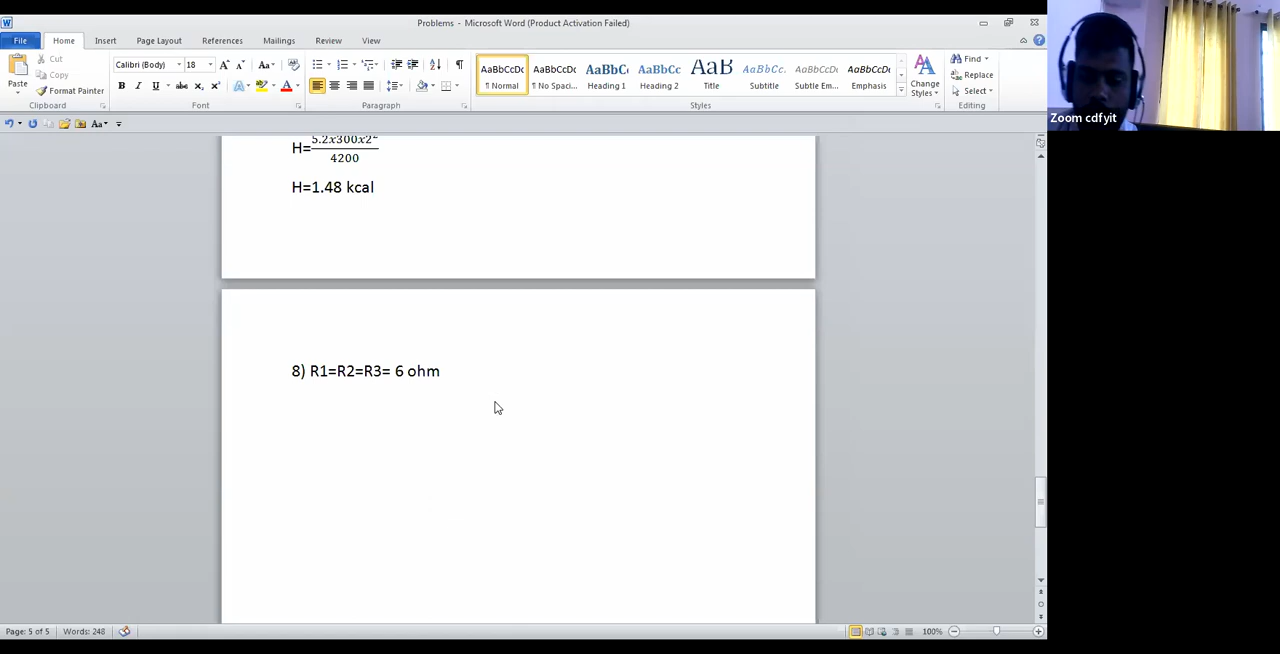 Problems - Microsoft Word (Product Activation Failed)
File Home Insert Page Layout References Mailings Review View
Paste Cut Copy Format Painter
Calibri (Body) 18
AaBbCcDc AaBbCcDc AaBbC AaBbCc AaB AaBbCc. AaBbCcDc AaBbCcDc
¶ Normal ¶ No Spaci... Heading 1 Heading 2 Title Subtitle Subtle Em... Emphasis
Change Styles
Find Replace Select
Clipboard Font Paragraph Styles Editing
Zoom cdfyit
H=5.2x300x2
4200
H=1.48 kcal
8) R1=R2=R3= 6 ohm
Page: 5 of 5 Words: 248 100%